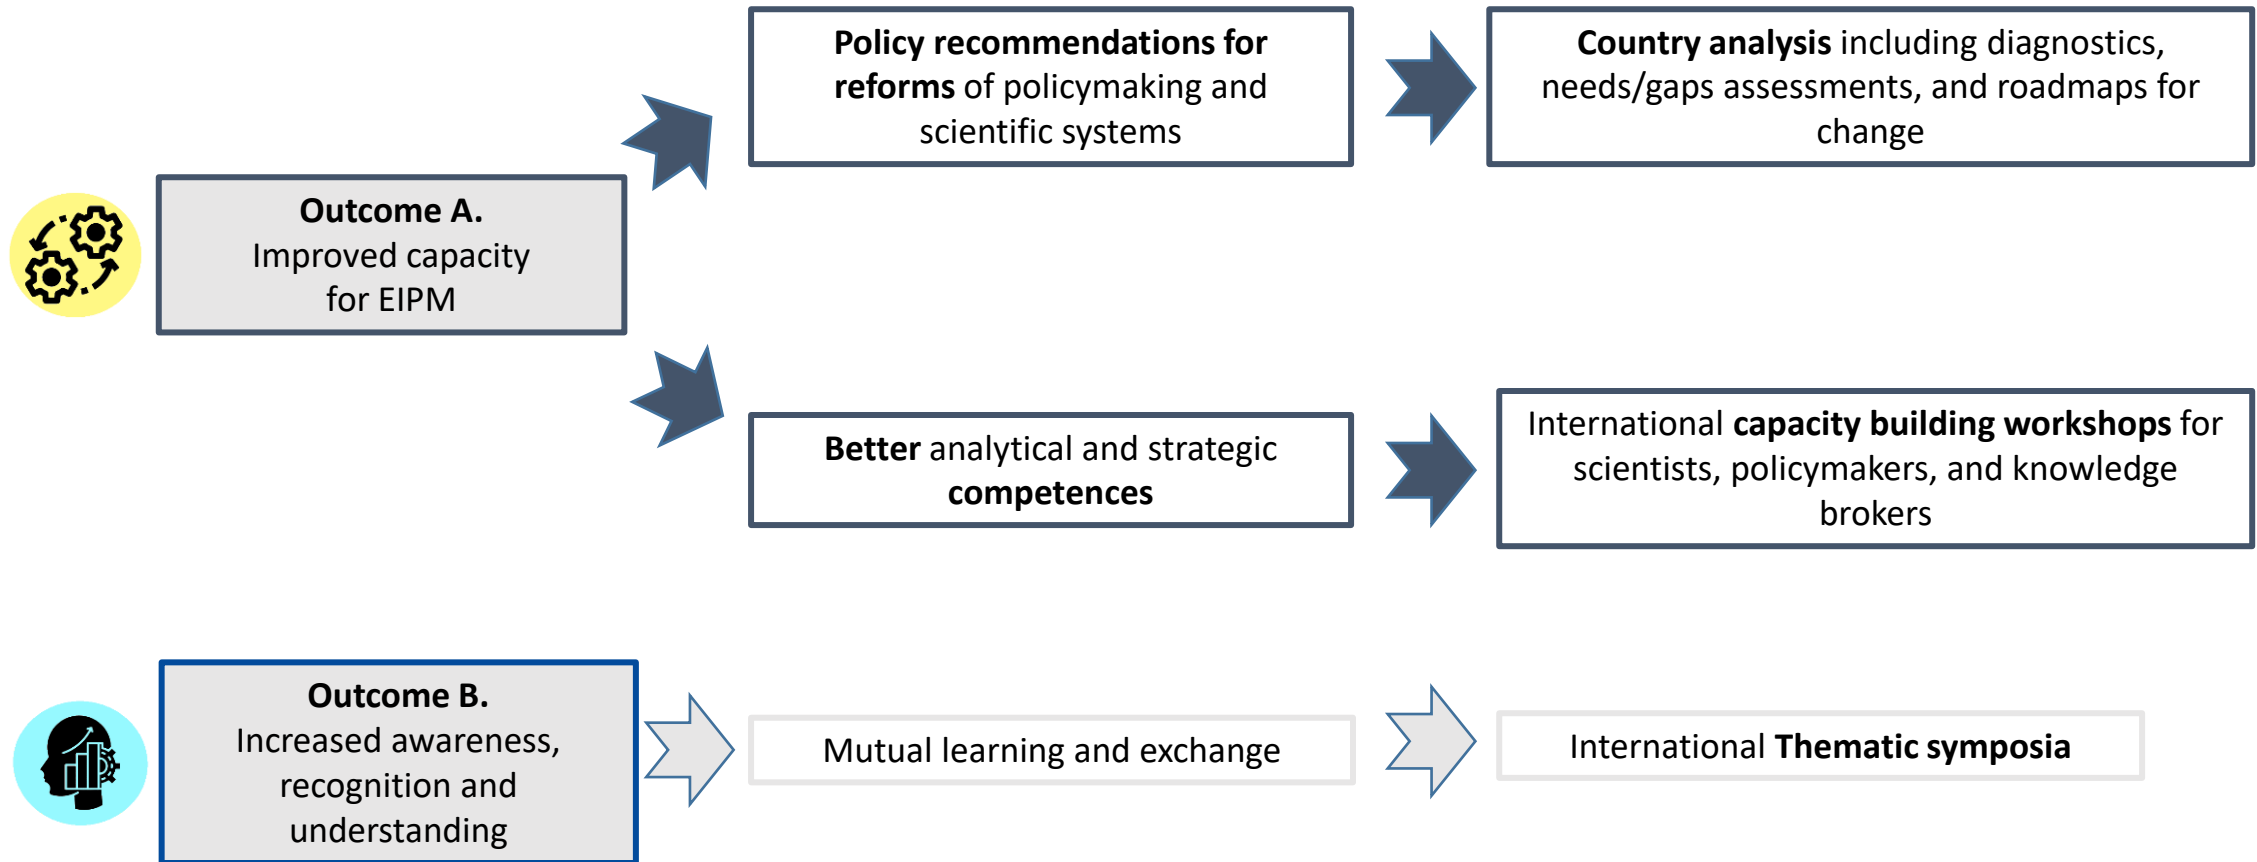 Policy recommendations for
reforms of policymaking and
scientific systems
Country analysis including diagnostics,
needs/gaps assessments, and roadmaps for
change
Outcome A.
Improved capacity
for EIPM
Better analytical and strategic
competences
International capacity building workshops for
scientists, policymakers, and knowledge
brokers
Outcome B.
Increased awareness,
recognition and
understanding
Mutual learning and exchange
International Thematic symposia